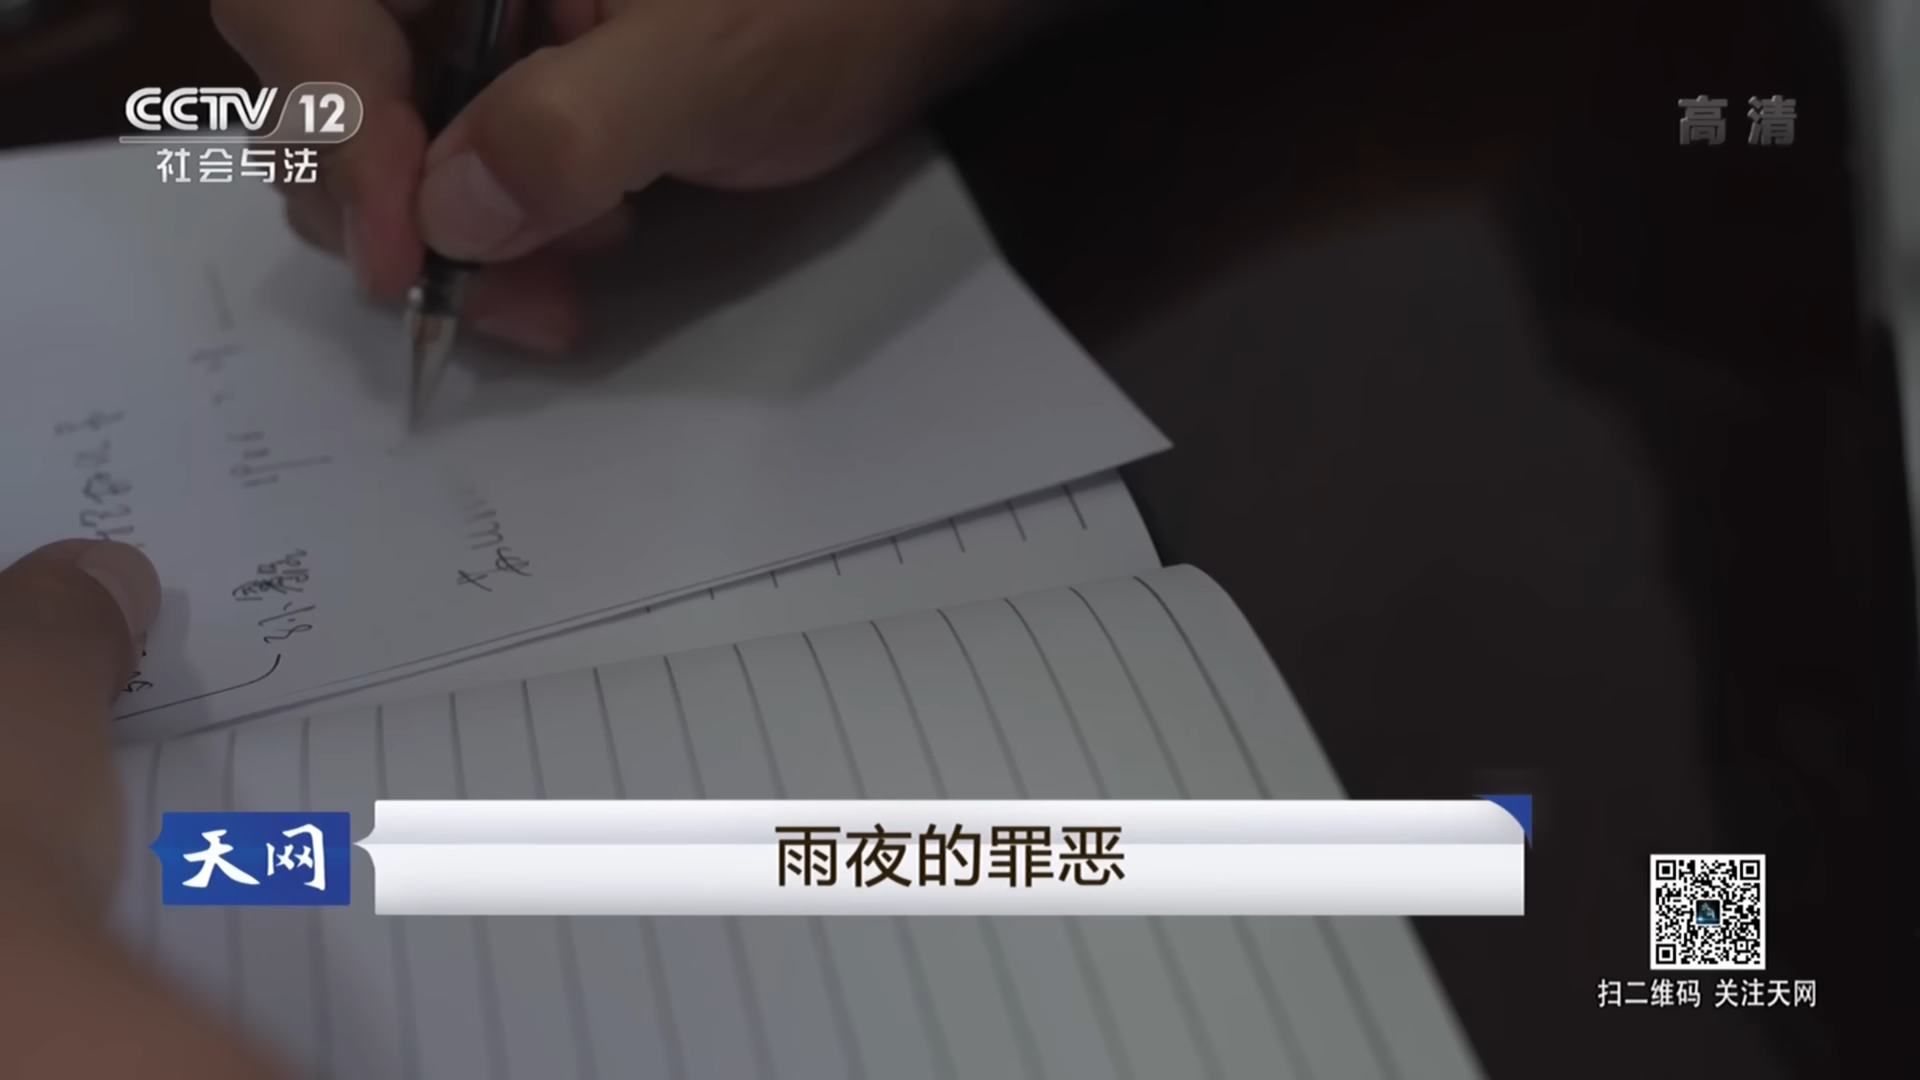 CCTV 12
高清
社会与法
天网
雨夜的罪恶
扫二维码 关注天网